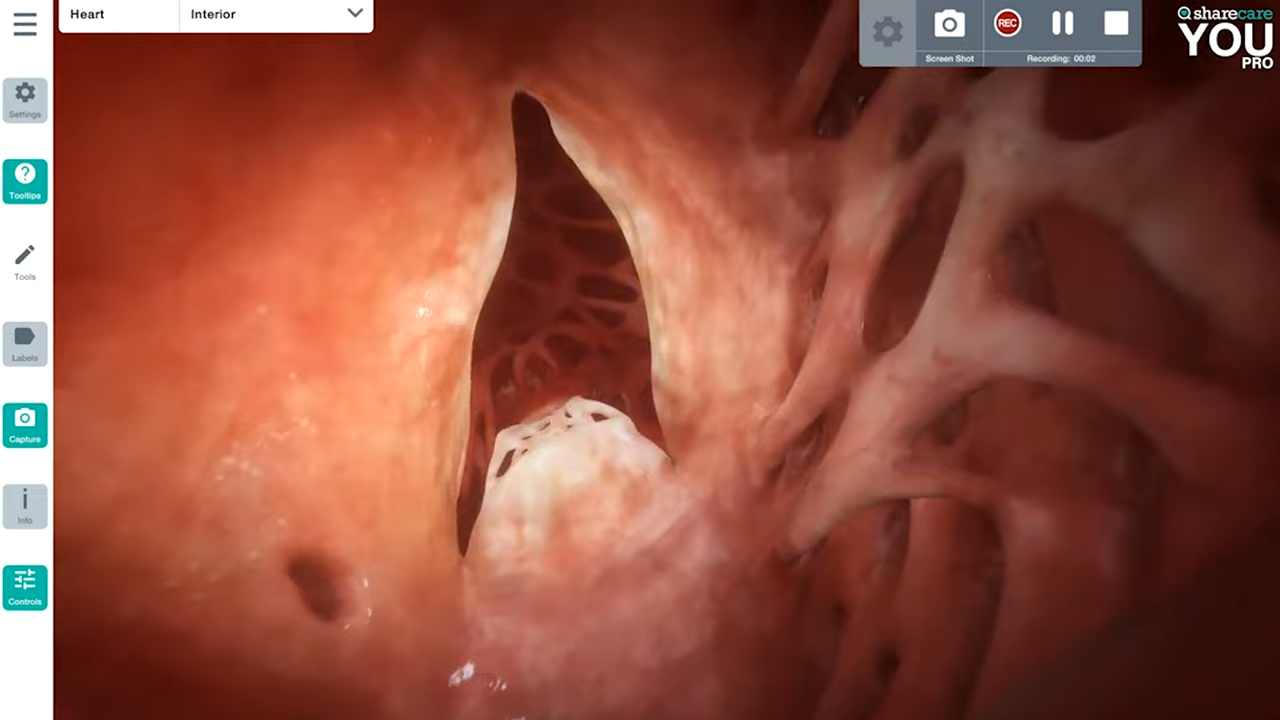 Heart
Interior
Screen Shot
REC
Recording: 00:02
sharecare
YOU
PRO
Settings
Tooltips
Tools
Labels
Capture
Info
Controls